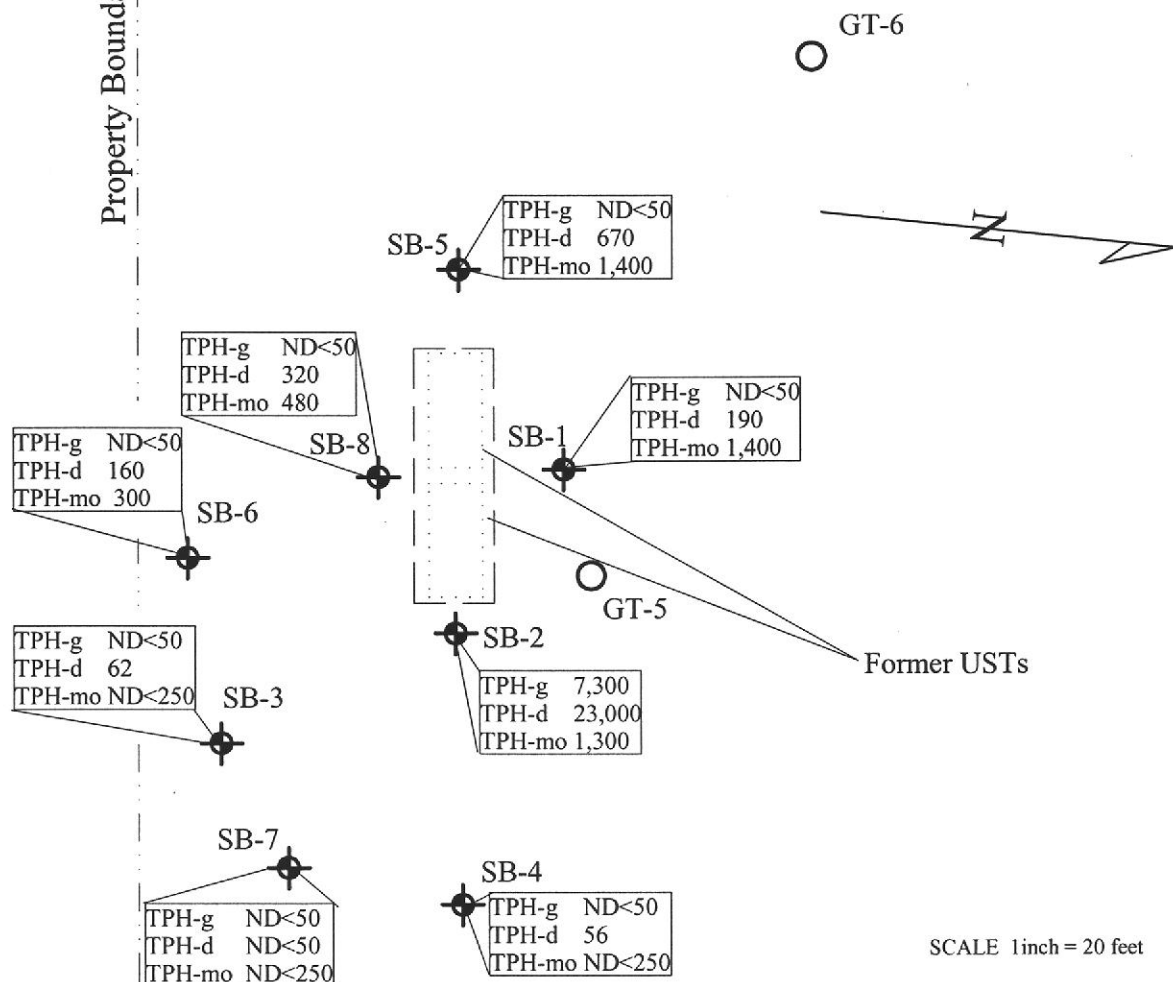 Property Bounda
GT-6
SB-5
TPH-g ND<50
TPH-d 670
TPH-mo 1,400
N
TPH-g ND<50
TPH-d 320
TPH-mo 480
SB-8
SB-1
TPH-g ND<50
TPH-d 190
TPH-mo 1,400
TPH-g ND<50
TPH-d 160
TPH-mo 300
SB-6
GT-5
SB-2
TPH-g 7,300
TPH-d 23,000
TPH-mo 1,300
Former USTs
TPH-g ND<50
TPH-d 62
TPH-mo ND<250
SB-3
SB-7
TPH-g ND<50
TPH-d ND<50
TPH-mo ND<250
SB-4
TPH-g ND<50
TPH-d 56
TPH-mo ND<250
SCALE 1inch = 20 feet